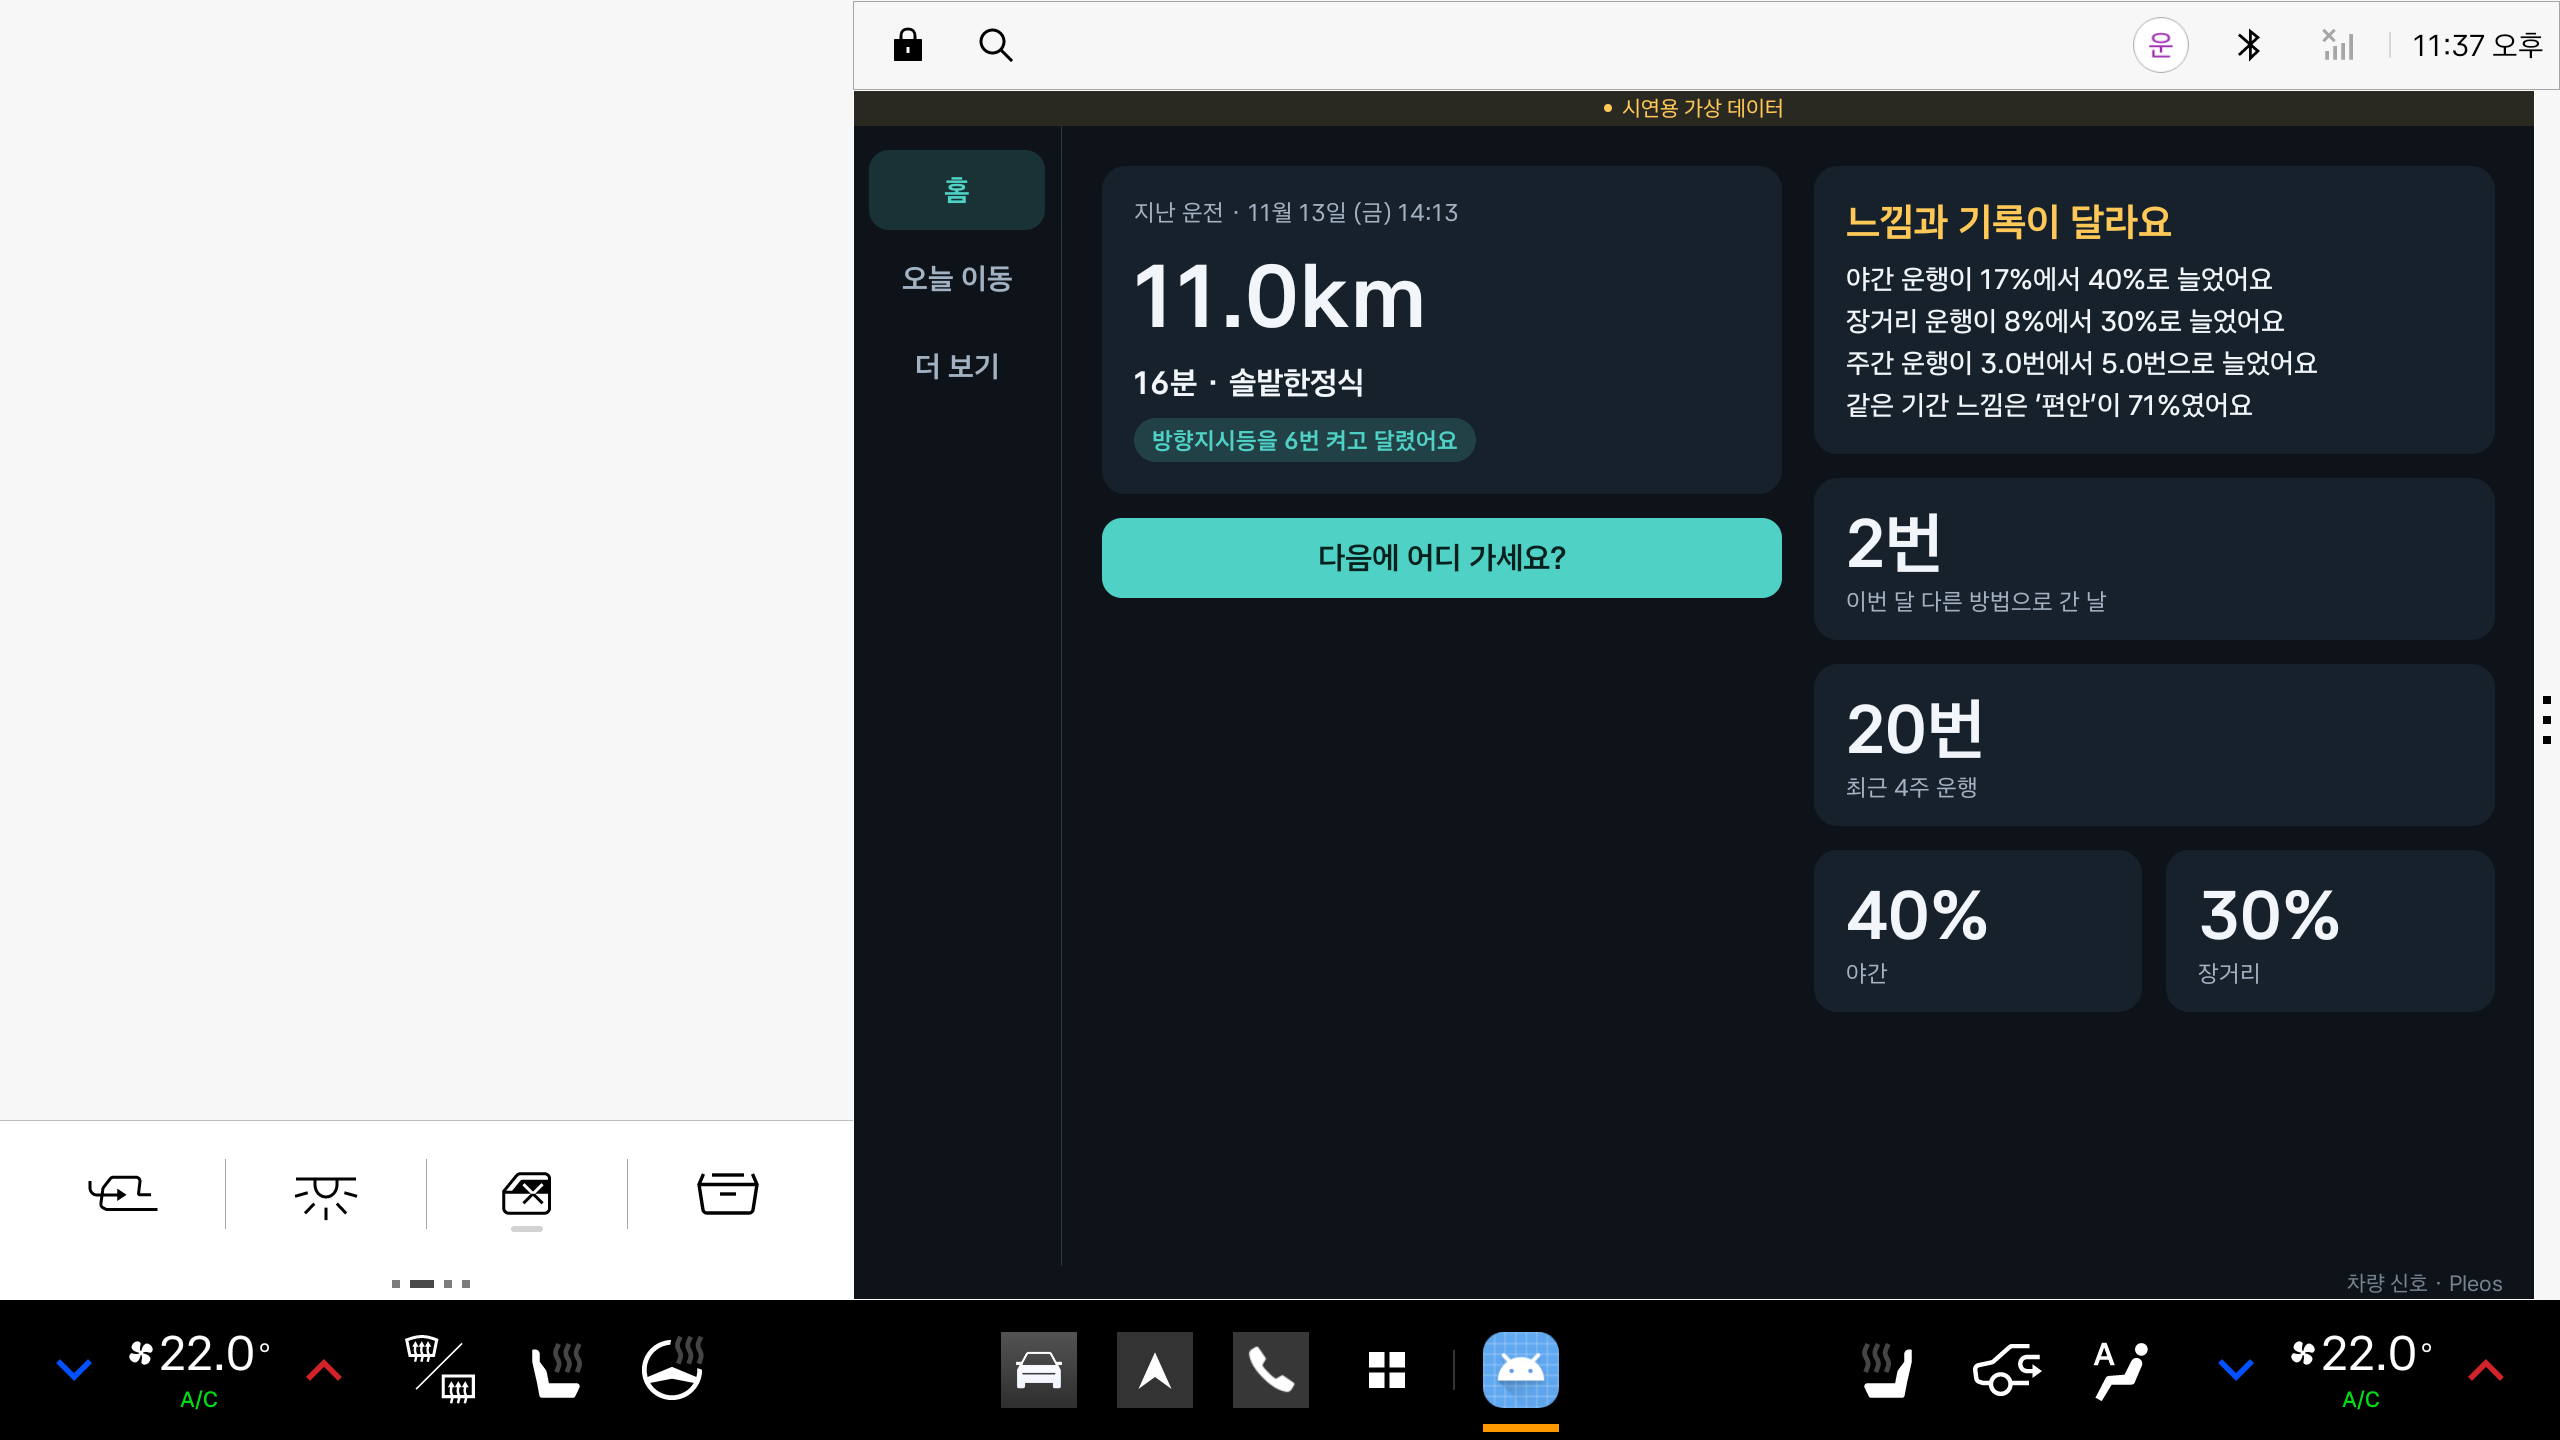 운
11:37 오후
시연용 가상 데이터
홈
오늘 이동
더 보기
지난 운전 · 11월 13일 (금) 14:13
11.0km
16분 · 솔밭한정식
방향지시등을 6번 켜고 달렸어요
다음에 어디 가세요?
느낌과 기록이 달라요
야간 운행이 17%에서 40%로 늘었어요
장거리 운행이 8%에서 30%로 늘었어요
주간 운행이 3.0번에서 5.0번으로 늘었어요
같은 기간 느낌은 '편안'이 71%였어요
2번
이번 달 다른 방법으로 간 날
20번
최근 4주 운행
40%
야간
30%
장거리
차량 신호 · Pleos
22.0°
A/C
A
22.0°
A/C